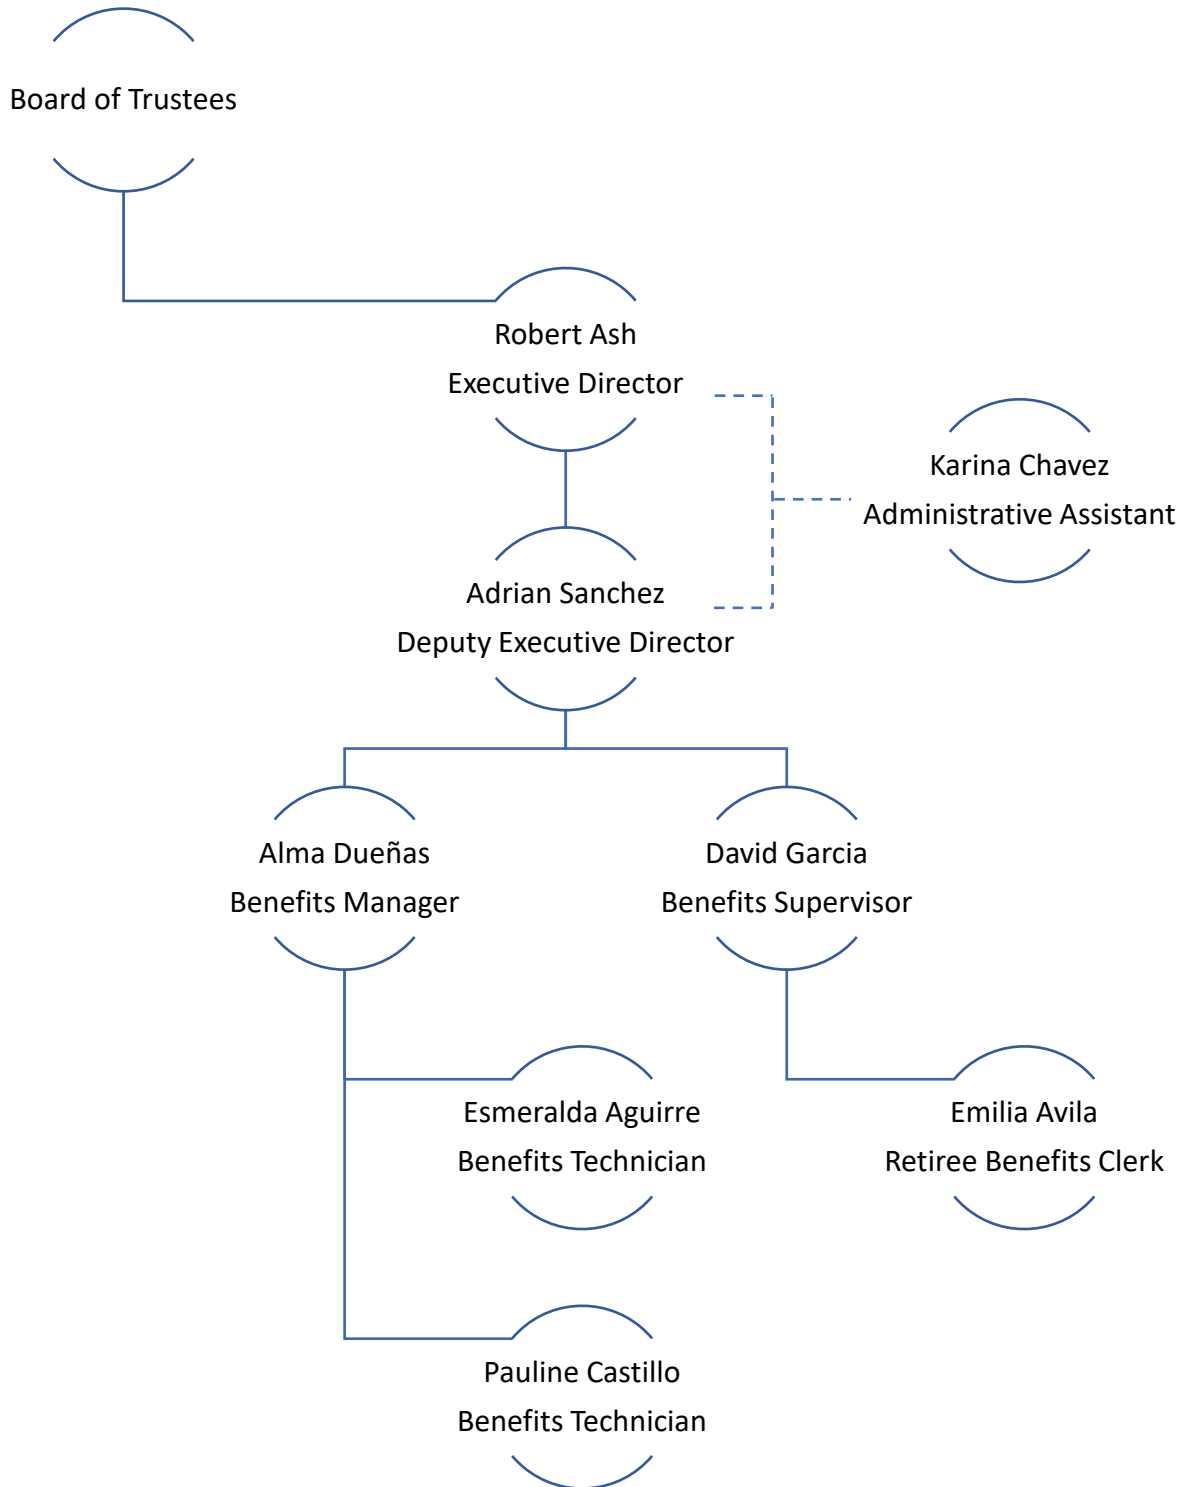 Board of Trustees
Robert Ash
Executive Director
Karina Chavez
Administrative Assistant
Adrian Sanchez
Deputy Executive Director
Alma Dueñas
Benefits Manager
David Garcia
Benefits Supervisor
Esmeralda Aguirre
Benefits Technician
Emilia Avila
Retiree Benefits Clerk
Pauline Castillo
Benefits Technician